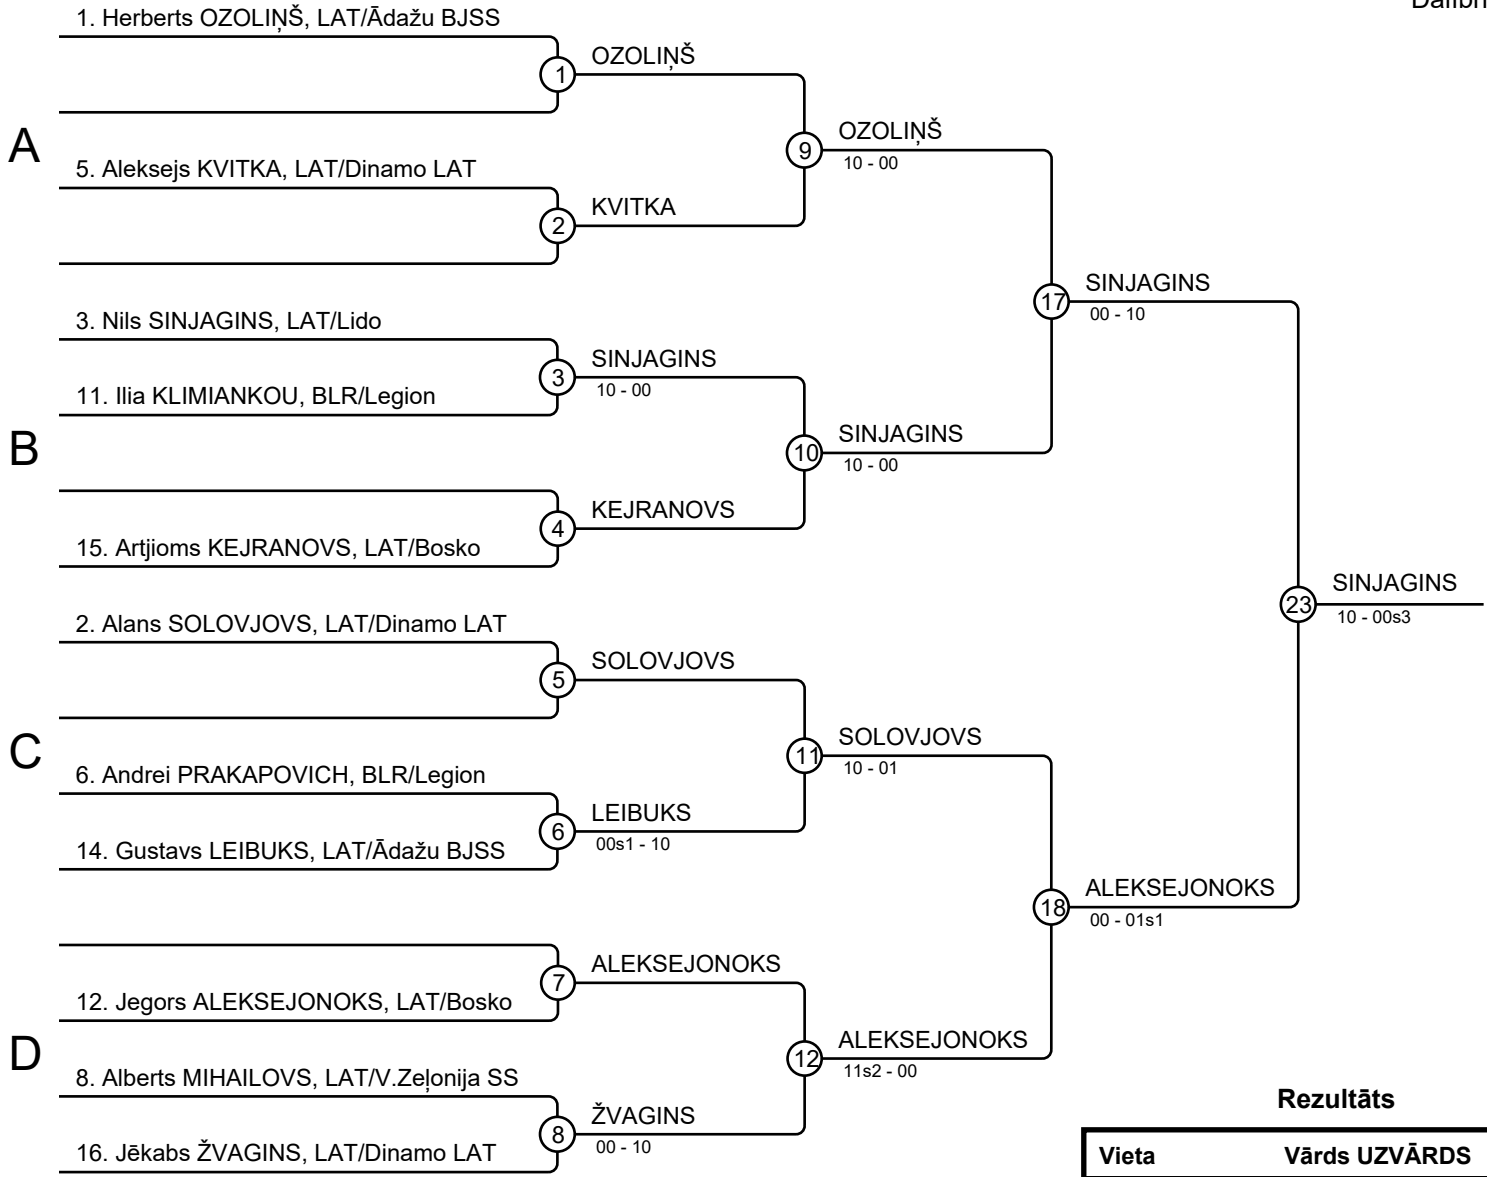 Dalībn
1. Herberts OZOLIŅŠ, LAT/Ādažu BJSS
1
OZOLIŅŠ
A
5. Aleksejs KVITKA, LAT/Dinamo LAT
2
KVITKA
9
OZOLIŅŠ
10 - 00
3. Nils SINJAGINS, LAT/Lido
11. Ilia KLIMIANKOU, BLR/Legion
3
SINJAGINS
10 - 00
B
15. Artjioms KEJRANOVS, LAT/Bosko
4
KEJRANOVS
10
SINJAGINS
10 - 00
17
SINJAGINS
00 - 10
2. Alans SOLOVJOVS, LAT/Dinamo LAT
5
SOLOVJOVS
C
6. Andrei PRAKAPOVICH, BLR/Legion
14. Gustavs LEIBUKS, LAT/Ādažu BJSS
6
LEIBUKS
00s1 - 10
11
SOLOVJOVS
10 - 01
12. Jegors ALEKSEJONOKS, LAT/Bosko
7
ALEKSEJONOKS
D
8. Alberts MIHAILOVS, LAT/V.Zeļonija SS
16. Jēkabs ŽVAGINS, LAT/Dinamo LAT
8
ŽVAGINS
00 - 10
12
ALEKSEJONOKS
11s2 - 00
18
ALEKSEJONOKS
00 - 01s1
23
SINJAGINS
10 - 00s3
Rezultāts
Vieta Vārds UZVĀRDS